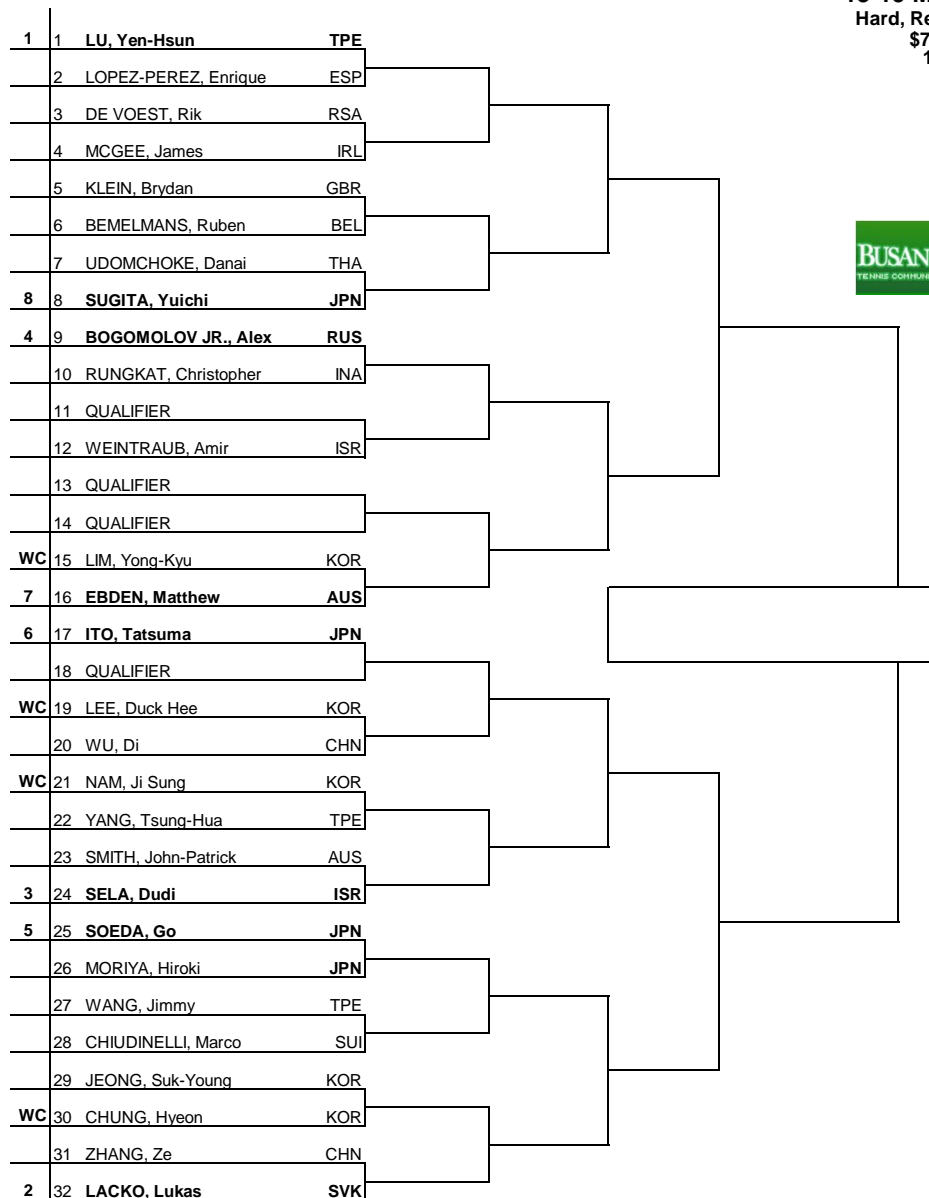 Hard, Re
$7
1
1 1 LU, Yen-Hsun TPE
2 LOPEZ-PEREZ, Enrique ESP
3 DE VOEST, Rik RSA
4 MCGEE, James IRL
5 KLEIN, Brydan GBR
6 BEMELMANS, Ruben BEL
7 UDOMCHOKE, Danai THA
8 8 SUGITA, Yuichi JPN
4 9 BOGOMOLOV JR., Alex RUS
10 RUNGKAT, Christopher INA
11 QUALIFIER
12 WEINTRAUB, Amir ISR
13 QUALIFIER
14 QUALIFIER
WC 15 LIM, Yong-Kyu KOR
7 16 EBDEN, Matthew AUS
6 17 ITO, Tatsuma JPN
18 QUALIFIER
WC 19 LEE, Duck Hee KOR
20 WU, Di CHN
WC 21 NAM, Ji Sung KOR
22 YANG, Tsung-Hua TPE
23 SMITH, John-Patrick AUS
3 24 SELA, Dudi ISR
5 25 SOEDA, Go JPN
26 MORIYA, Hiroki JPN
27 WANG, Jimmy TPE
28 CHIUDINELLI, Marco SUI
29 JEONG, Suk-Young KOR
WC 30 CHUNG, Hyeon KOR
31 ZHANG, Ze CHN
2 32 LACKO, Lukas SVK
BUSAN
TENNIS COMMUN